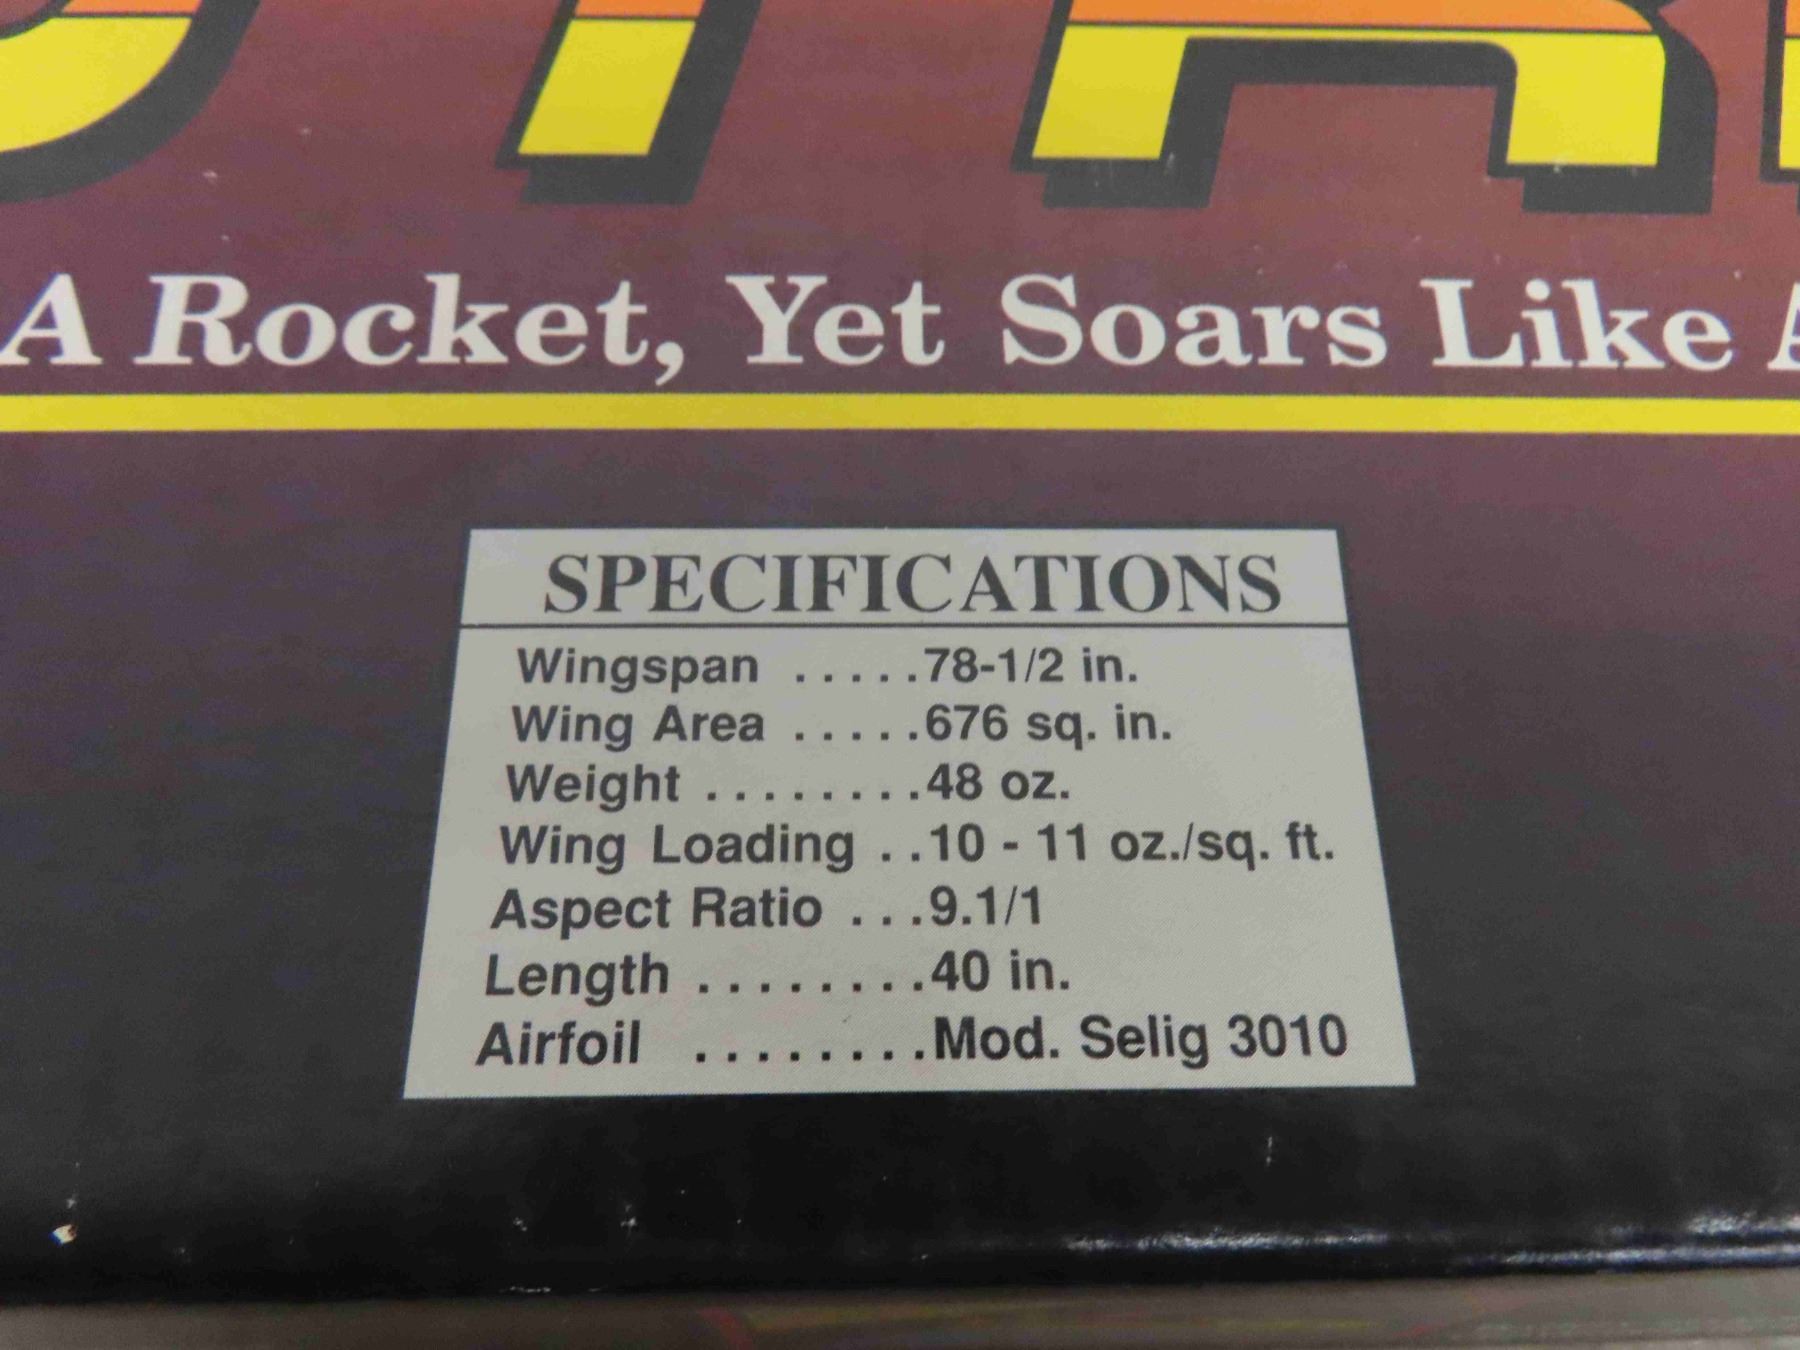 A Rocket, Yet Soars Like
SPECIFICATIONS
Wingspan .....78-1/2 in.
Wing Area .....676 sq. in.
Weight ........48 oz.
Wing Loading ..10 - 11 oz./sq. ft.
Aspect Ratio ...9.1/1
Length ........40 in.
Airfoil ........Mod. Selig 3010